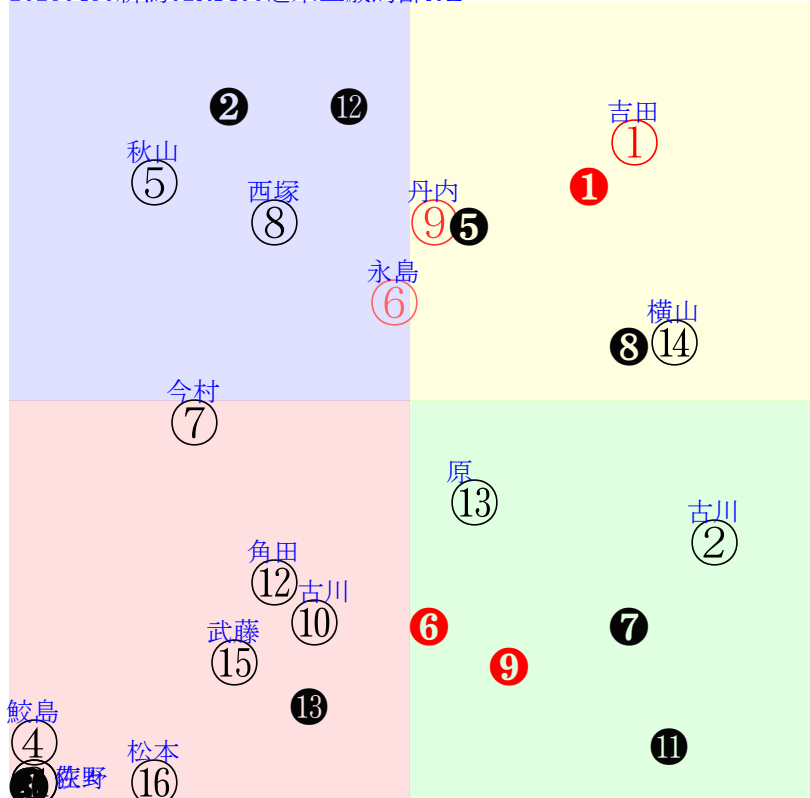 ❷ ⑫
吉田
①
秋山
⑤
❶
西塚
⑧
丹内
⑨ ❺
永島
⑥
横山
❽ ⑭
今村
⑦
原
⑬
古川
②
角田
⑫
古川
⑩
❻ ❼
武藤
⑮
❾
⓭
鮫島
④
⓫
松本
⑯